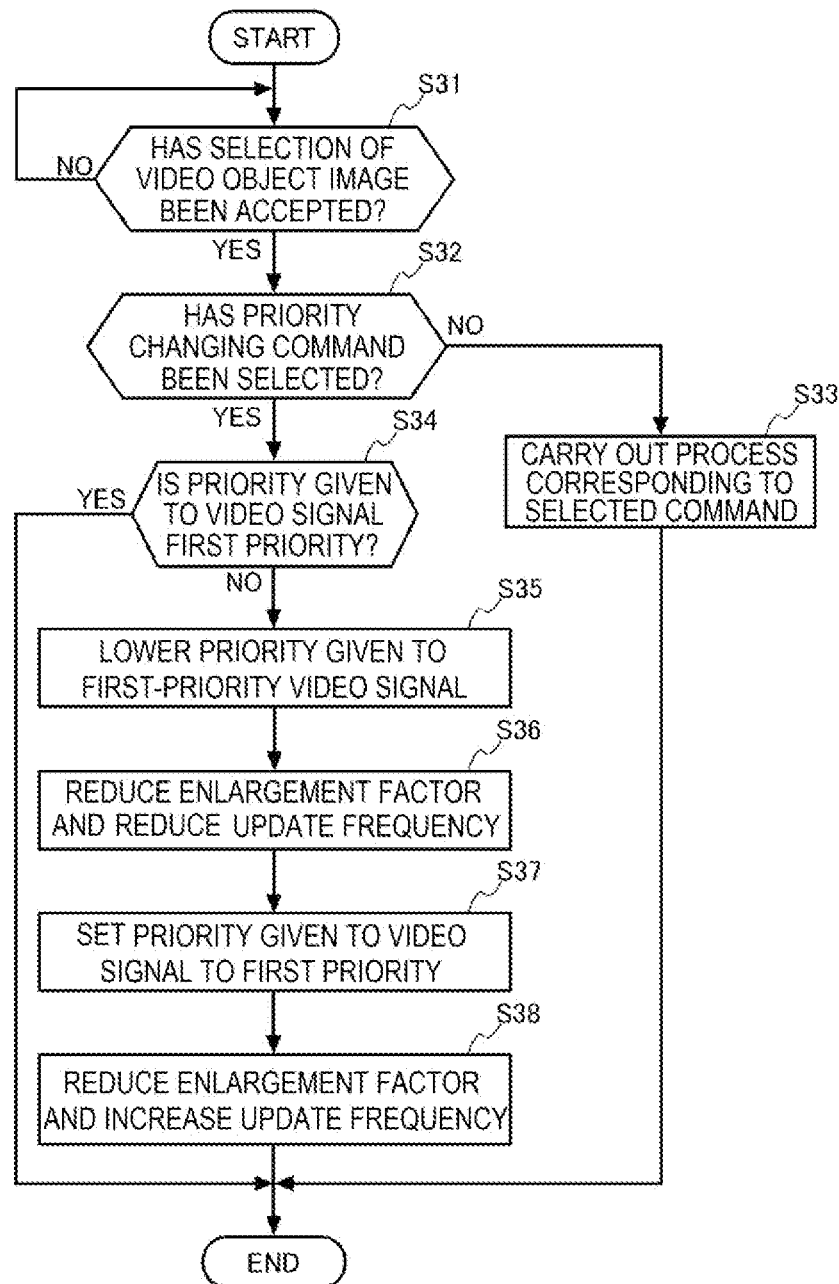 START
S31
HAS SELECTION OF
VIDEO OBJECT IMAGE
BEEN ACCEPTED?
NO
YES
S32
HAS PRIORITY
CHANGING COMMAND
BEEN SELECTED?
NO
YES
S33
CARRY OUT PROCESS
CORRESPONDING TO
SELECTED COMMAND
S34
IS PRIORITY GIVEN
TO VIDEO SIGNAL
FIRST PRIORITY?
YES
NO
S35
LOWER PRIORITY GIVEN TO
FIRST-PRIORITY VIDEO SIGNAL
S36
REDUCE ENLARGEMENT FACTOR
AND REDUCE UPDATE FREQUENCY
S37
SET PRIORITY GIVEN TO VIDEO
SIGNAL TO FIRST PRIORITY
S38
REDUCE ENLARGEMENT FACTOR
AND INCREASE UPDATE FREQUENCY
END